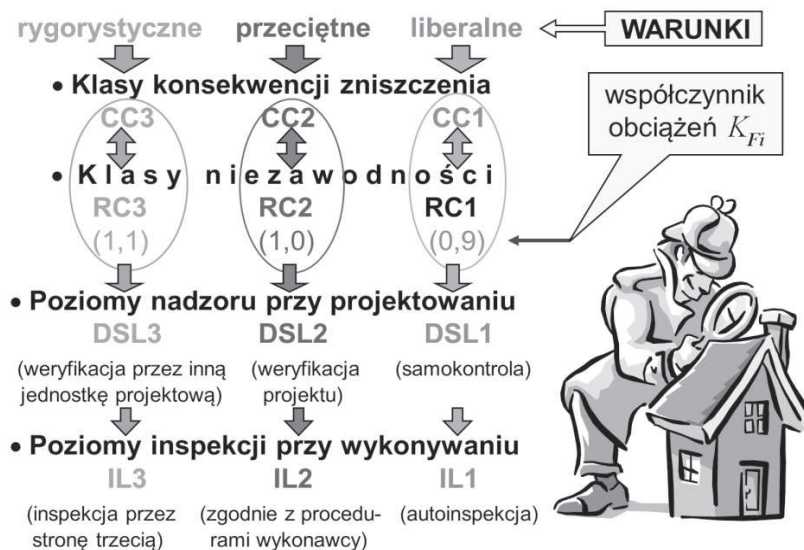 rygorystyczne przeciętne liberalne WARUNKI
• Klasy konsekwencji zniszczenia
CC3 CC2 CC1
współczynnik
obciążeń K_Fi
• Klasy niezawodności
RC3 RC2 RC1
(1,1) (1,0) (0,9)
• Poziomy nadzoru przy projektowaniu
DSL3 DSL2 DSL1
(weryfikacja przez inną (weryfikacja (samokontrola)
jednostkę projektową) projektu)
• Poziomy inspekcji przy wykonywaniu
IL3 IL2 IL1
(inspekcja przez (zgodnie z procedu- (autoinspekcja)
stronę trzecią) rami wykonawcy)